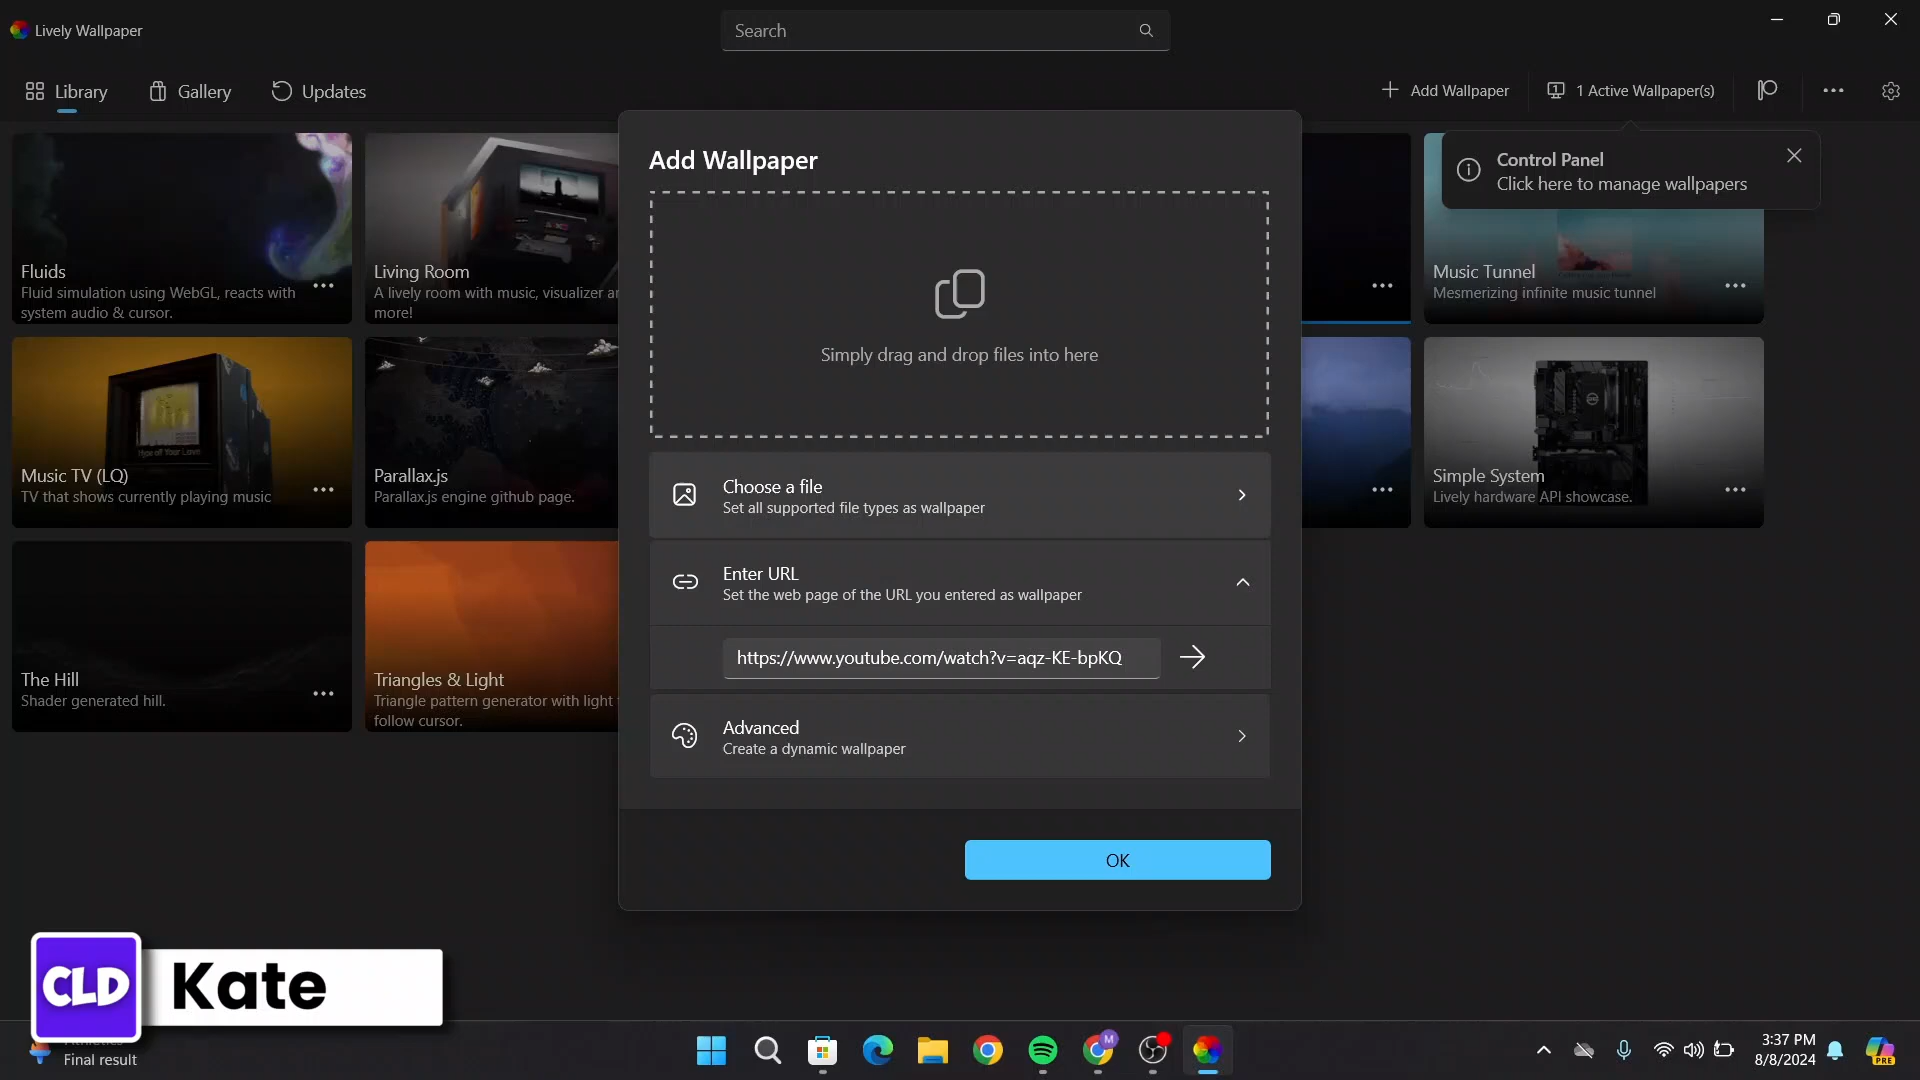 Lively Wallpaper
Search
Library
Gallery
Updates
Add Wallpaper
1 Active Wallpaper(s)
Control Panel
Click here to manage wallpapers
Add Wallpaper
Simply drag and drop files into here
Choose a file
Set all supported file types as wallpaper
Enter URL
Set the web page of the URL you entered as wallpaper
https://www.youtube.com/watch?v=aqz-KE-bpKQ
Advanced
Create a dynamic wallpaper
OK
Fluids
Fluid simulation using WebGL, reacts with
system audio & cursor.
Living Room
A lively room with music, visualizer
more!
Music Tunnel
Mesmerizing infinite music tunnel
Hype of Your Love
Music TV (LQ)
TV that shows currently playing music
Parallax.js
Parallax.js engine github page.
Simple System
Lively hardware API showcase.
The Hill
Shader generated hill.
Triangles & Light
Triangle pattern generator with light
follow cursor.
CLD
Kate
Athletics
Final result
M
3:37 PM
8/8/2024
PRE